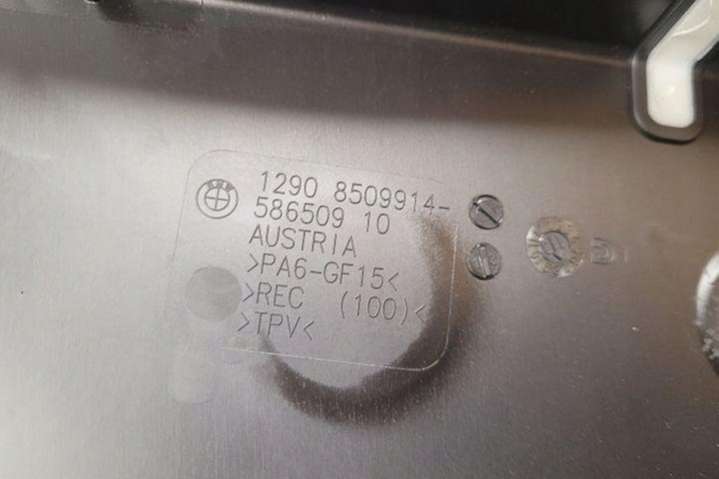 1290 8509914-
586509 10
AUSTRIA
>PA6-GF15<
>REC (100)<
>TPV<